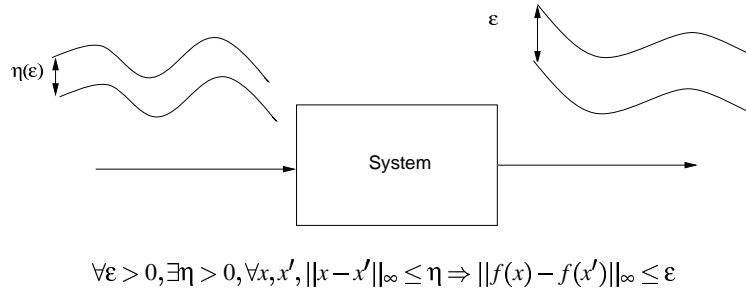 ε
η(ε)
System
∀ε > 0, ∃η > 0, ∀x, x′, ||x − x′||∞ ≤ η ⇒ ||f(x) − f(x′)||∞ ≤ ε